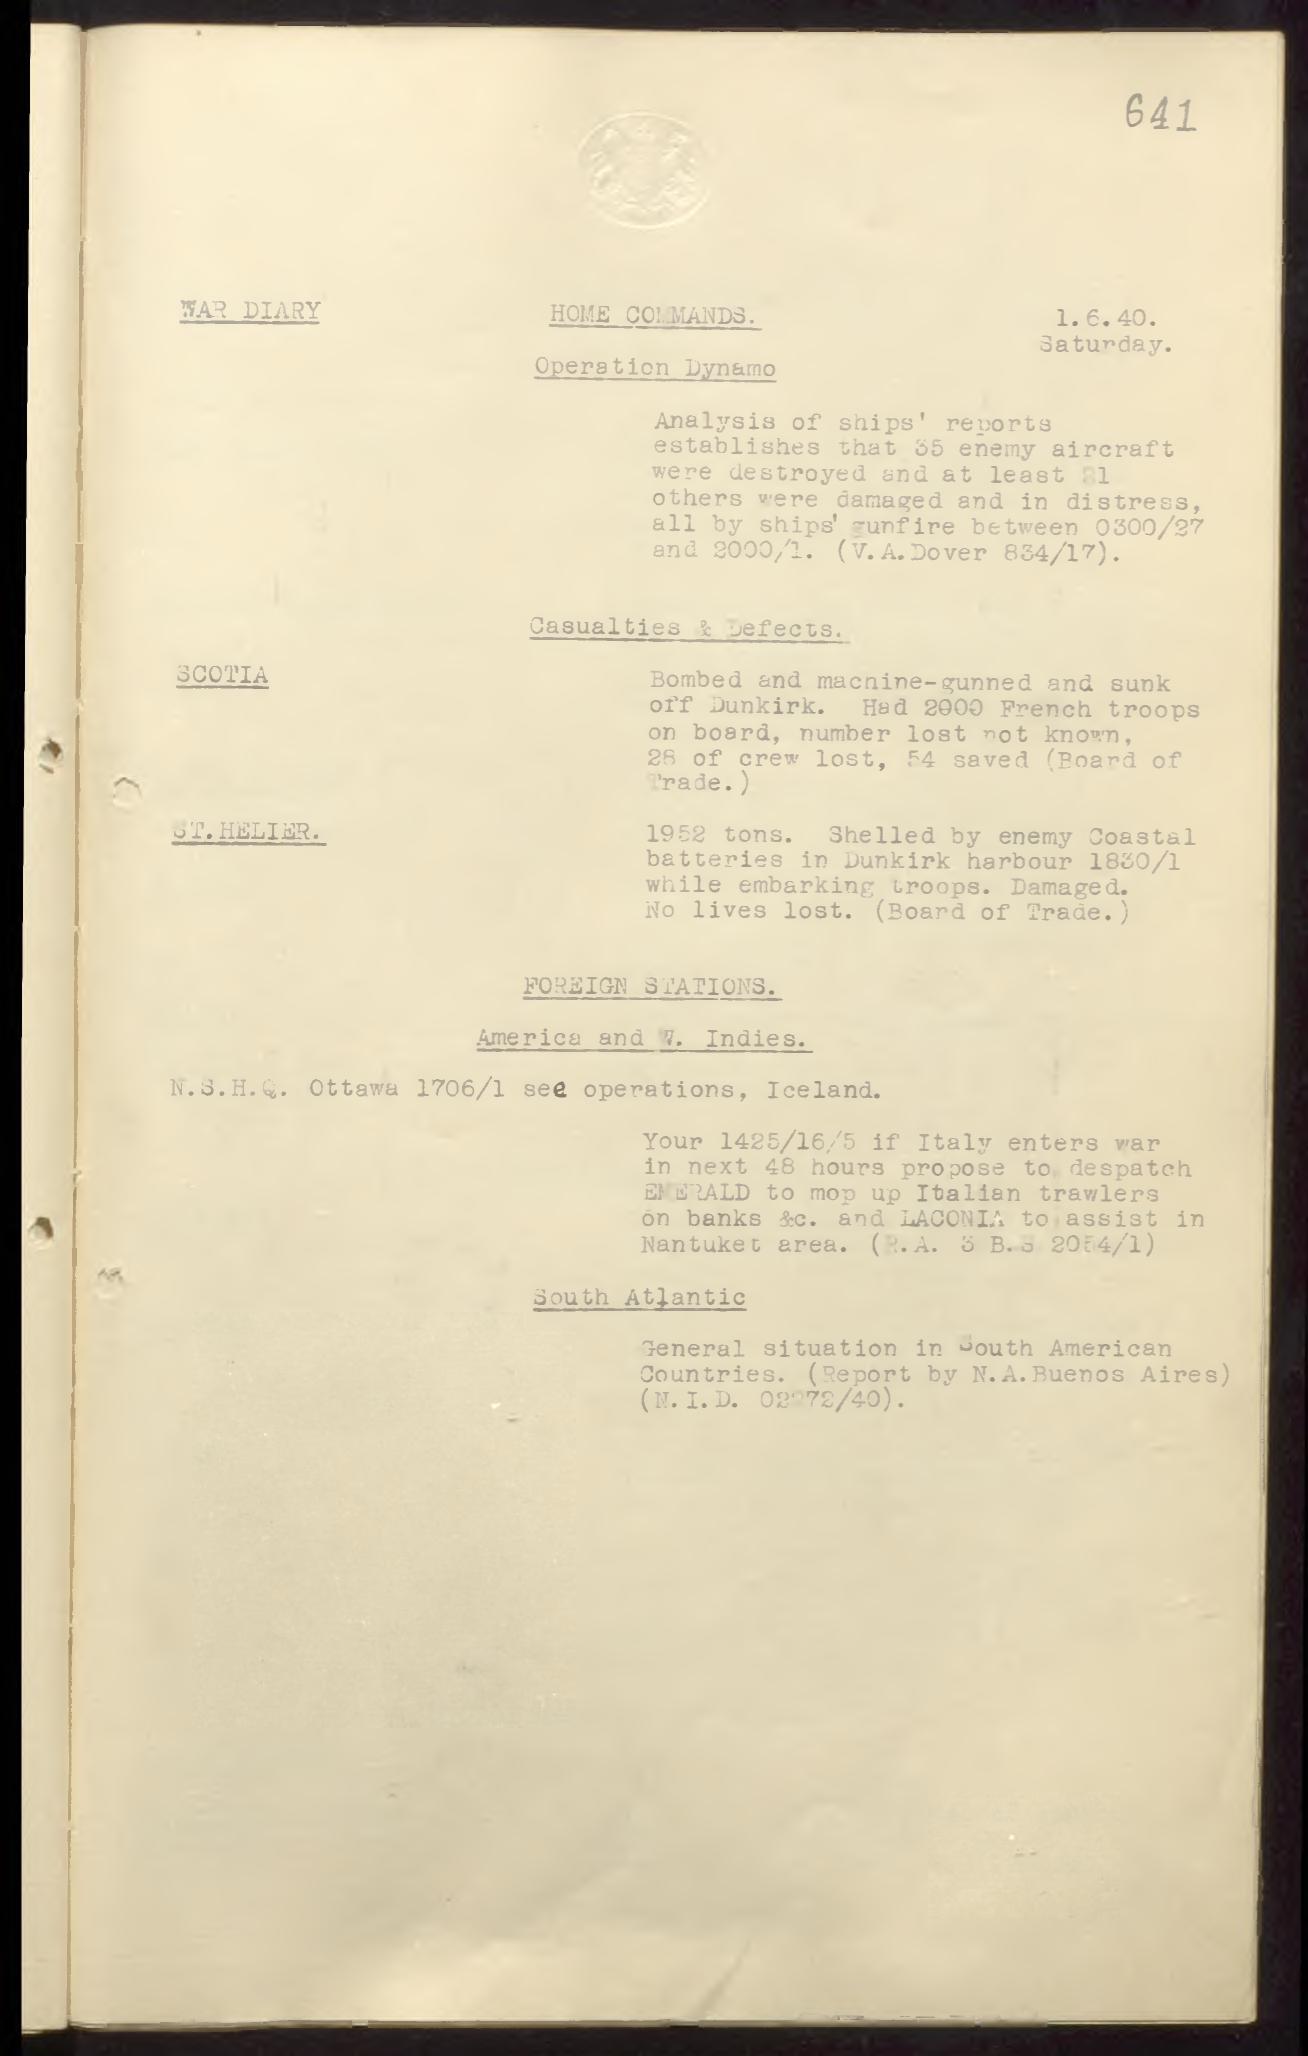 641
WAR DIARY HOME COMMANDS. 1.6.40.
Saturday.
Operation Dynamo
Analysis of ships' reports
establishes that 35 enemy aircraft
were destroyed and at least
others were damaged and in distress,
all by ships' gunfire between 0300/27
and 2000/1. (V.A.Dover 834/17).
Casualties & Defects.
SCOTIA Bombed and machine-gunned and sunk
off Dunkirk. Had 2000 French troops
on board, number lost not known,
28 of crew lost, 54 saved (Board of
Trade.)
ST.HELIER. 1952 tons. Shelled by enemy Coastal
batteries in Dunkirk harbour 1830/1
while embarking troops. Damaged.
No lives lost. (Board of Trade.)
FOREIGN STATIONS.
America and W. Indies.
N.S.H.Q. Ottawa 1706/1 see operations, Iceland.
Your 1425/16/5 if Italy enters war
in next 48 hours propose to despatch
EMERALD to mop up Italian trawlers
on banks &c. and LACONIA to assist in
Nantuket area. (R.A. 3 B.S
South Atlantic
General situation in South American
Countries. (Report by N.A.Buenos Aires)
(N.I.D.